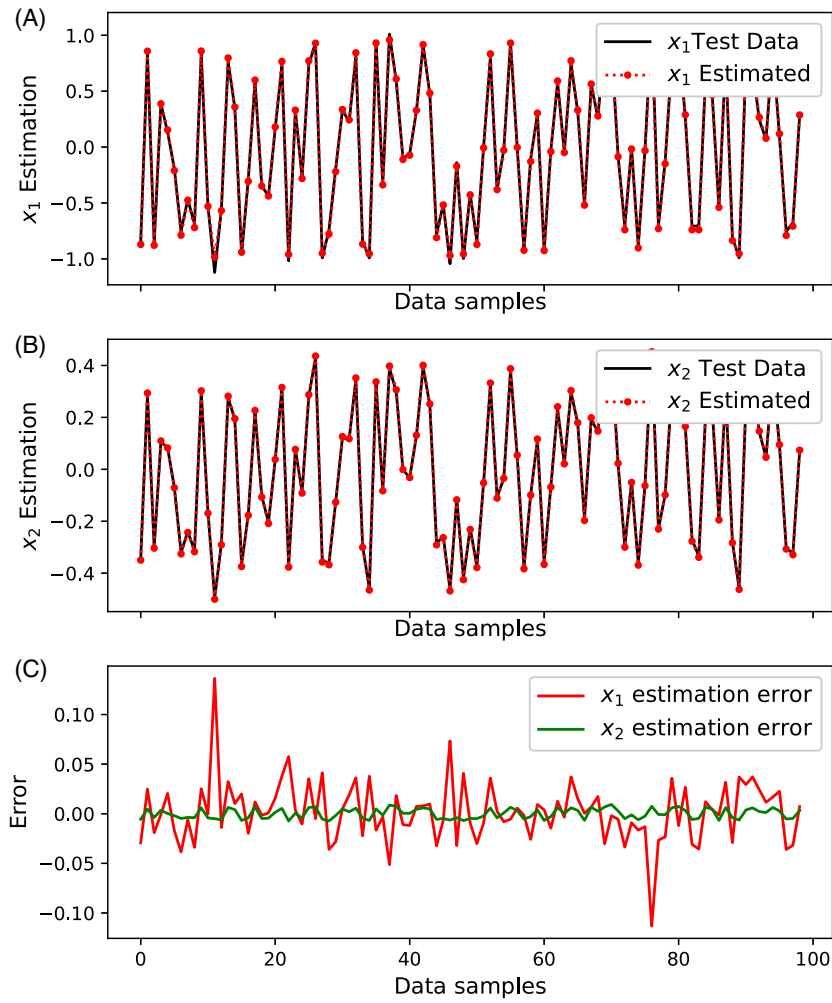 (A)
1.0
0.5
0.0
−0.5
−1.0
x₁ Estimation
x₁Test Data
x₁ Estimated
Data samples
(B)
0.4
0.2
0.0
−0.2
−0.4
x₂ Estimation
x₂ Test Data
x₂ Estimated
Data samples
(C)
0.10
0.05
0.00
−0.05
−0.10
Error
x₁ estimation error
x₂ estimation error
0 20 40 60 80 100
Data samples